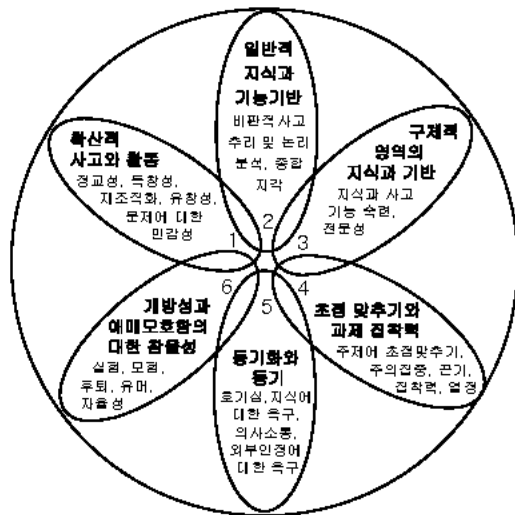 일반적
지식과
기능기반
비판적사고
추리 및 논리
분석, 종합
지각
확산적
사고와 활동
정교성, 독창성,
재조직화, 유창성,
문제에 대한
민감성
구체적
영역의
지식과 기반
지식과 사고
기능 숙련,
전문성
1
2
3
4
5
6
개방성과
애매모호함의
대한 참을성
실험, 모험,
후퇴, 유머,
자율성
동기화와
동기
호기심, 지식에
대한 욕구,
의사소통,
외부인정에
대한 욕구
초점 맞추기와
과제 집착력
주제에 초점맞추기,
주의집중, 끈기,
집착력, 열정